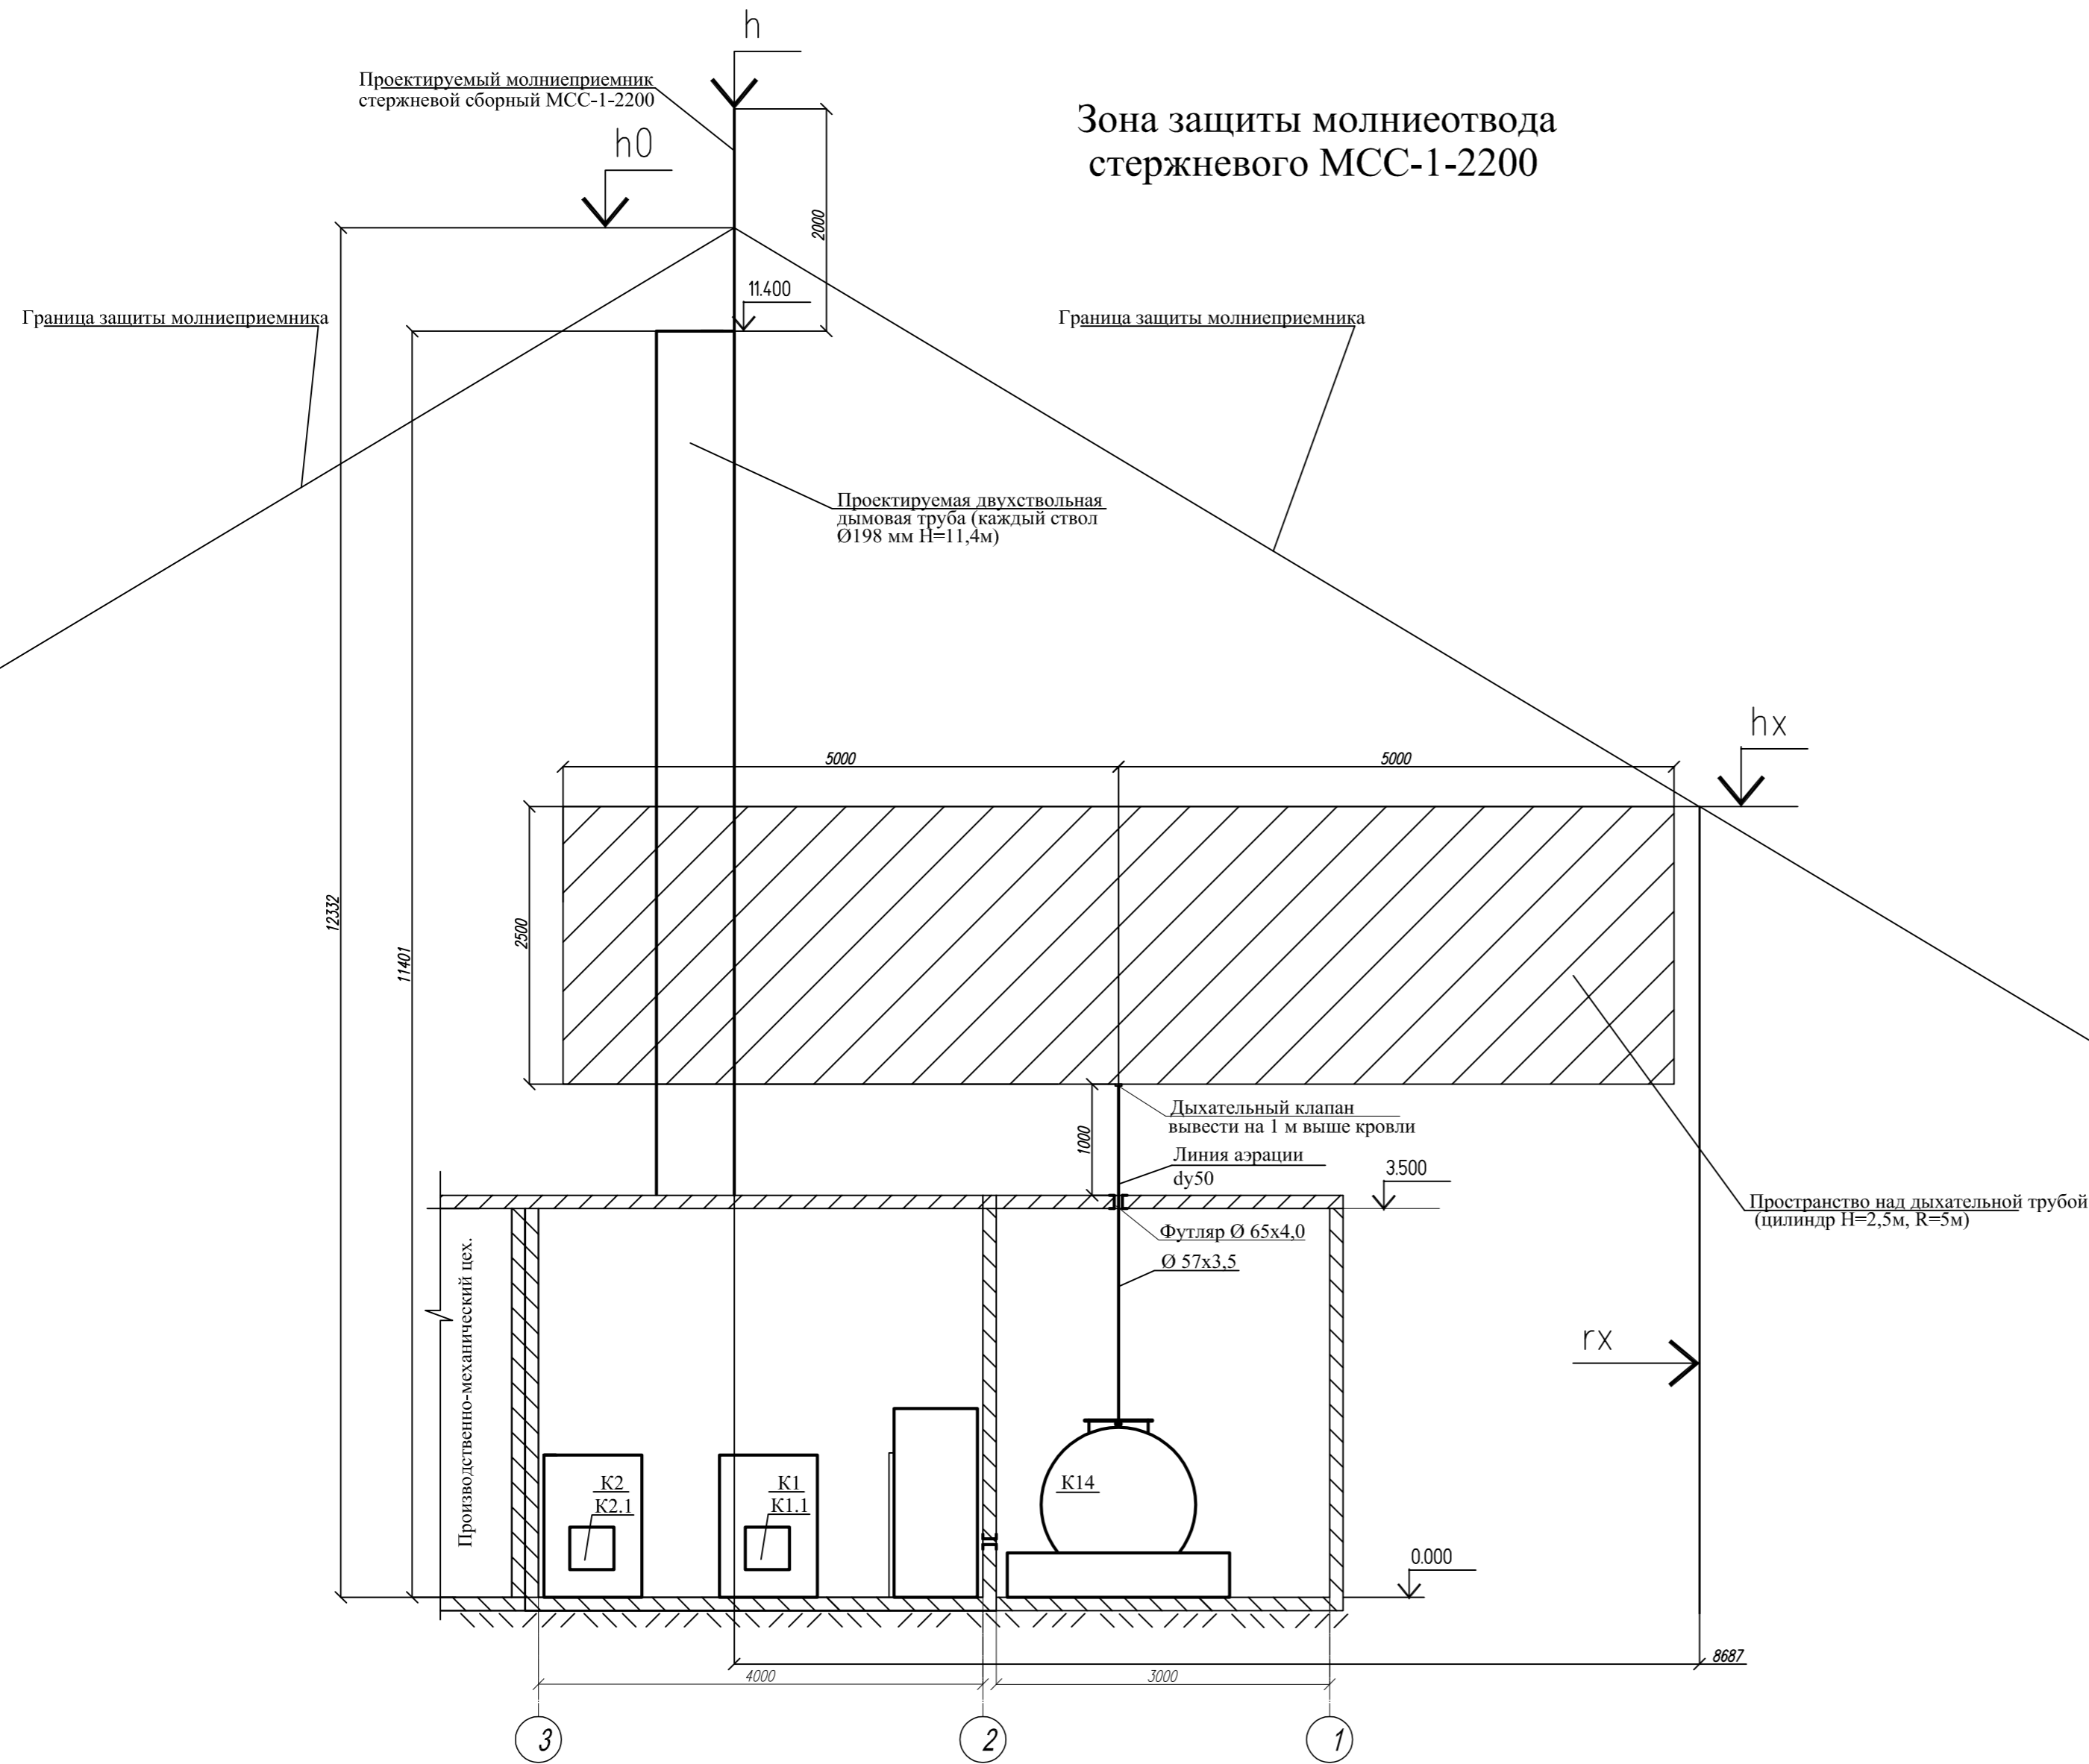 h
Проектируемый молниеприемник
стержневой сборный МСС-1-2200
Зона защиты молниеотвода
стержневого МСС-1-2200
h0
2000
11.400
Граница защиты молниеприемника
Граница защиты молниеприемника
Проектируемая двухствольная
дымовая труба (каждый ствол
Ø198 мм Н=11,4м)
hx
5000
5000
12332
11401
2500
Дыхательный клапан
вывести на 1 м выше кровли
1000
Линия аэрации
dу50
3.500
Пространство над дыхательной трубой
(цилиндр Н=2,5м, R=5м)
Футляр Ø 65х4,0
Ø 57х3,5
Производственно-механический цех.
rx
К2
К2.1
К1
К1.1
К14
0.000
8687
4000
3000
3
2
1